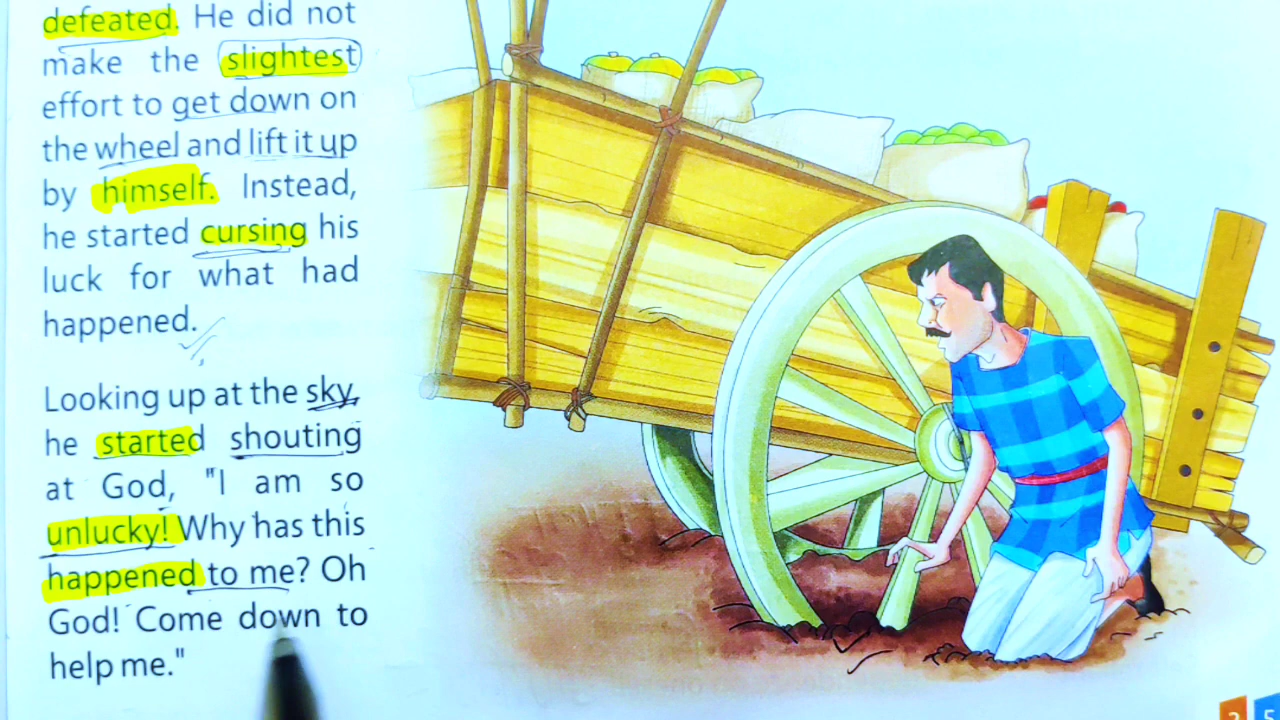 defeated. He did not
make the slightest
effort to get down on
the wheel and lift it up
by himself. Instead,
he started cursing his
luck for what had
happened.
Looking up at the sky,
he started shouting
at God, "I am so
unlucky! Why has this
happened to me? Oh
God! Come down to
help me."